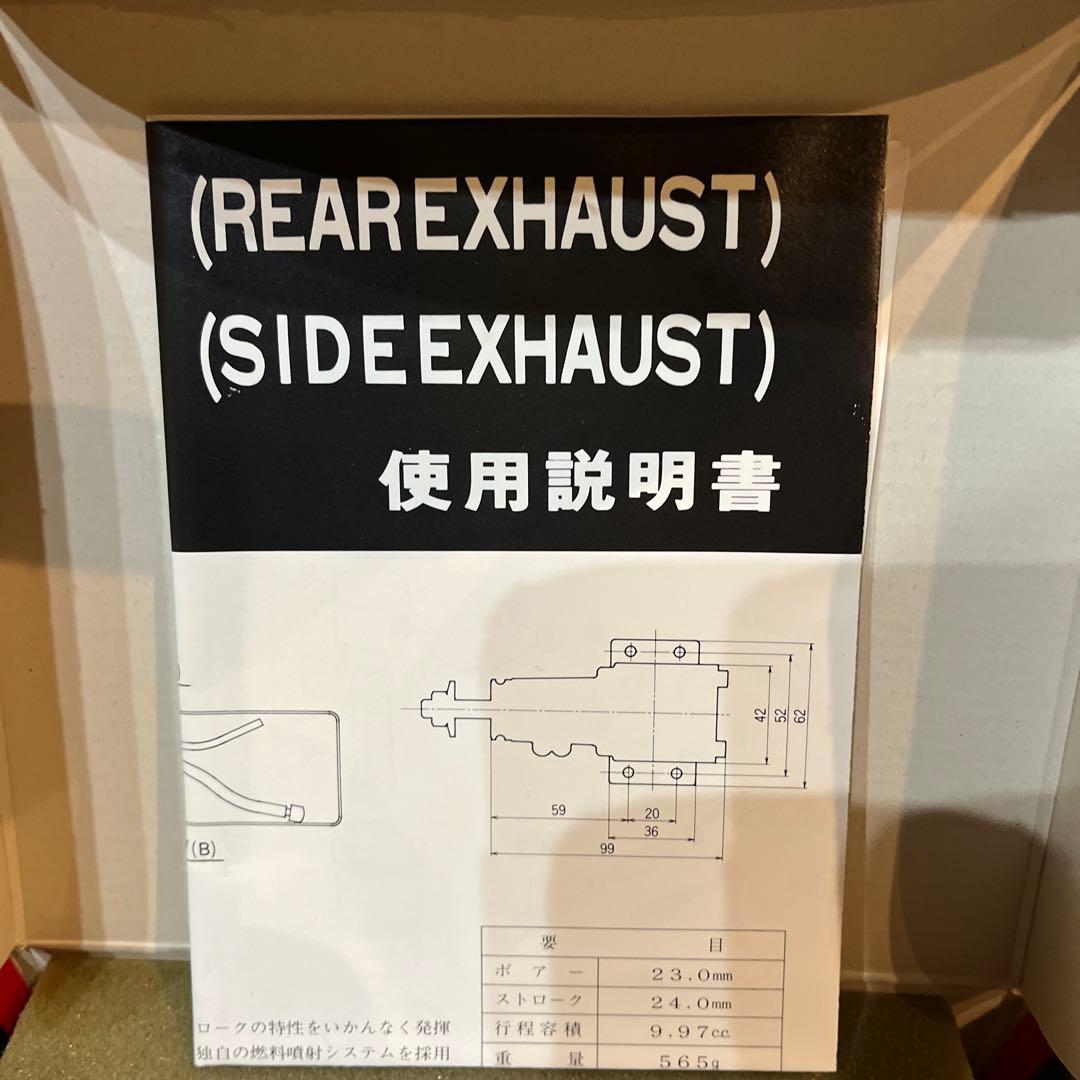 (REAR EXHAUST)
(SIDE EXHAUST)
使用説明書
42
52
62
59
20
36
99
(B)
要目
ボアー 23.0mm
ストローク 24.0mm
行程容積 9.97cc.
重量 565g
ロークの特性をいかんなく発揮
独自の燃料噴射システムを採用